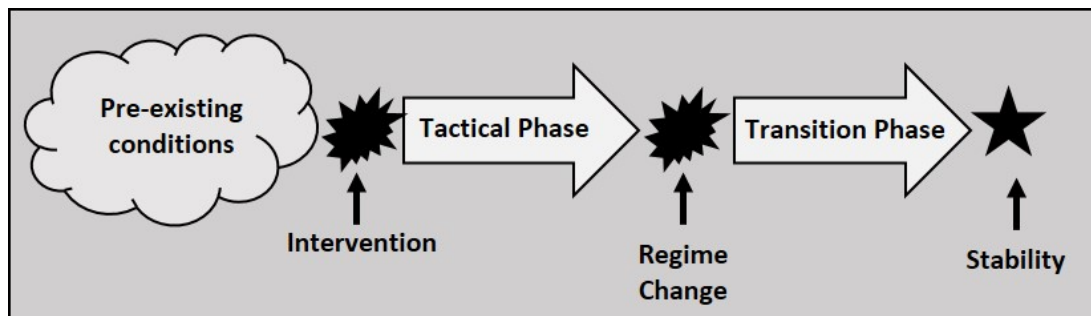 Pre-existing
conditions
Tactical Phase
Transition Phase
Intervention
Regime
Change
Stability